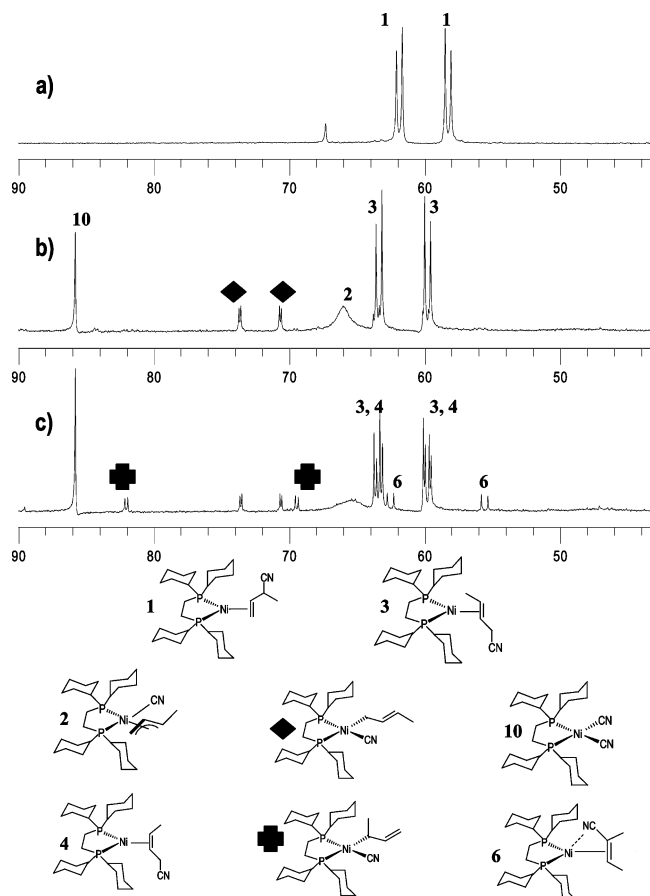 1 1
a)
90 80 70 60 50
10 3 3
b) 2
90 80 70 60 50
3, 4 3, 4
c)
6 6
90 80 70 60 50
CN
1 P Ni P
3 P Ni P CN
2 P Ni P CN
P Ni P CN
10 P Ni P CN CN
4 P Ni P CN
P Ni P CN
6 P Ni P NC